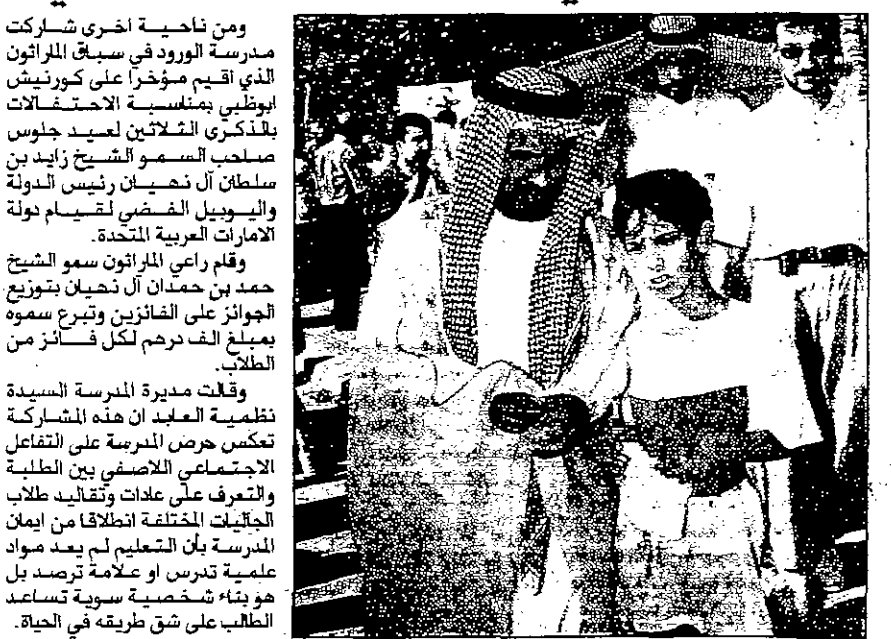 ومن ناحية اخرى شاركت
مدرسة الورود في سباق الماراثون
الذي اقيم مؤخرا على كورنيش
ابوظبي بمناسبة الاحتفالات
بالذكرى الثلاثين لعيد جلوس
صاحب السمو الشيخ زايد بن
سلطان آل نهيان رئيس الدولة
واليوبيل الفضي لقيام دولة
الامارات العربية المتحدة.
وقام راعي الماراثون سمو الشيخ
حمد بن حمدان آل نهيان بتوزيع
الجوائز على الفائزين وتبرع سموه
بمبلغ الف درهم لكل فائز من
الطلاب.
وقالت مديرة المدرسة السيدة
نظمية العابد ان هذه المشاركة
تعكس حرص المدرسة على التفاعل
الاجتماعي اللاصفي بين الطلبة
والتعرف على عادات وتقاليد طلاب
الجاليات المختلفة انطلاقا من ايمان
المدرسة بأن التعليم لم يعد مواد
علمية تدرس او علامة ترصد بل
هو بناء شخصية سوية تساعد
الطالب على شق طريقه في الحياة.